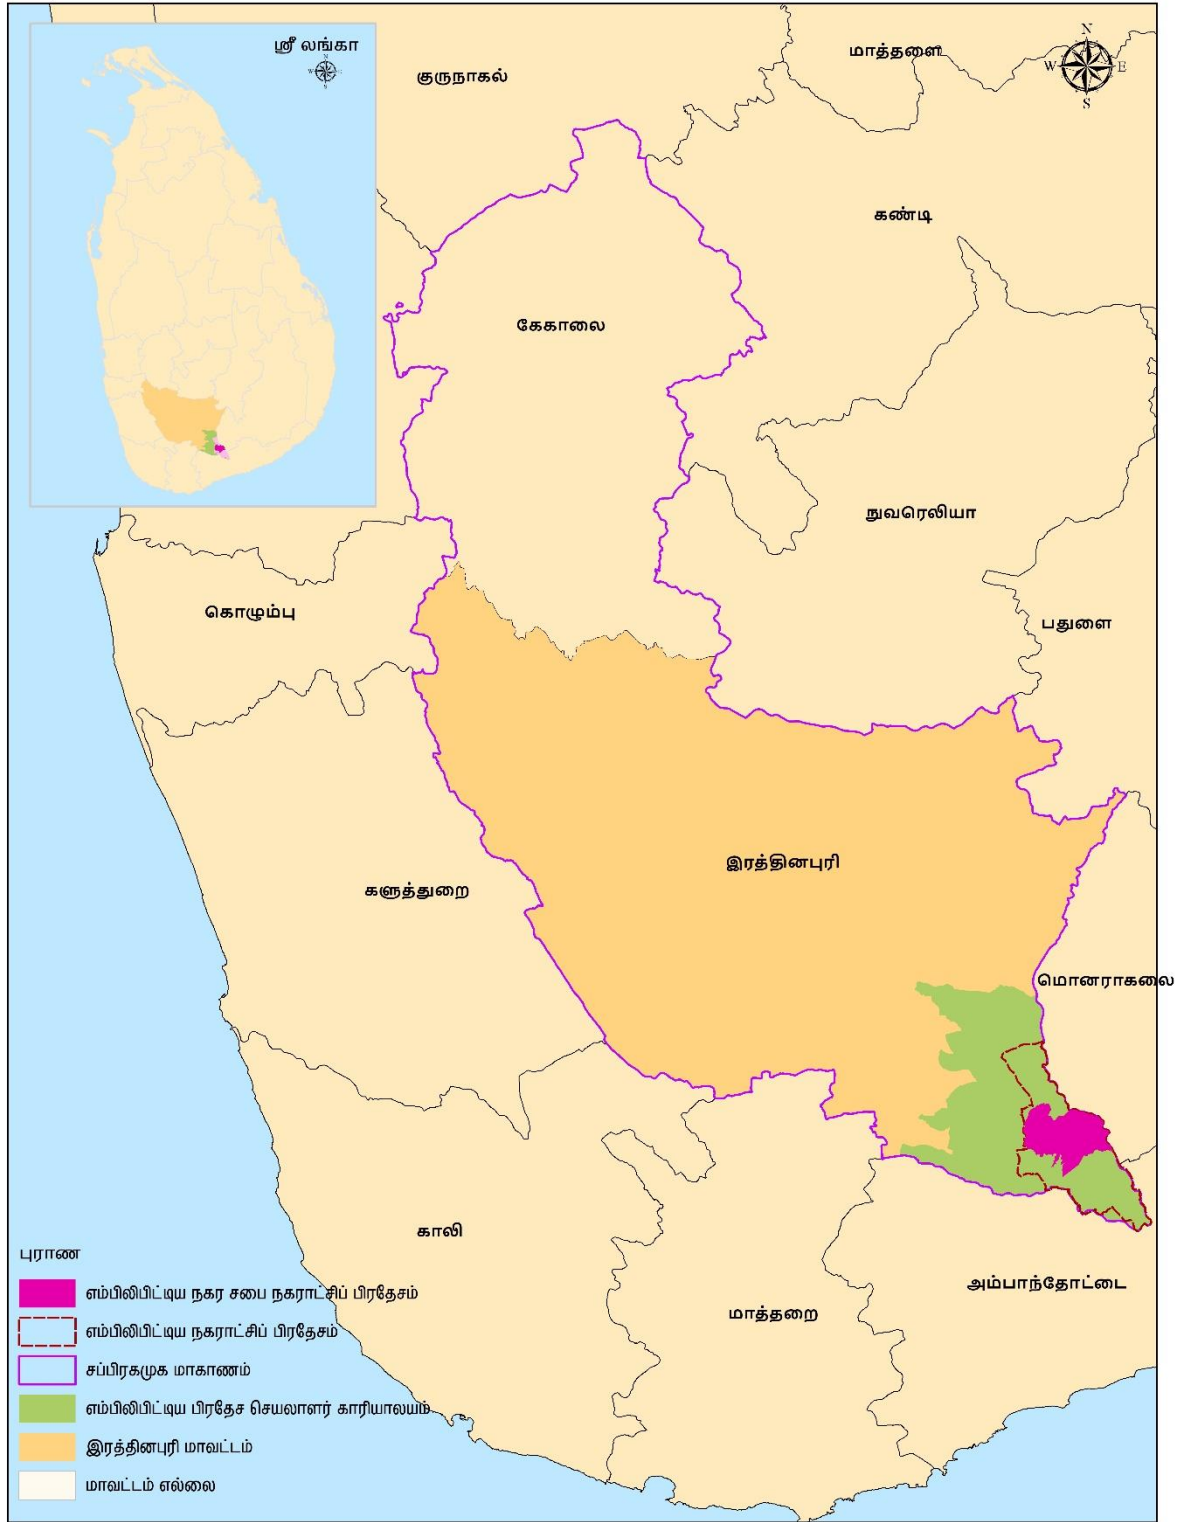 ஸ்ரீ லங்கா
N
W E
S
மாத்தளை
N
W E
S
குருநாகல்
கண்டி
கேகாலை
நுவரெலியா
கொழும்பு
பதுளை
இரத்தினபுரி
களுத்துறை
மொனராகலை
காலி
அம்பாந்தோட்டை
மாத்தறை
புராண
எம்பிலிபிட்டிய நகர சபை நகராட்சிப் பிரதேசம்
எம்பிலிபிட்டிய நகராட்சிப் பிரதேசம்
சப்பிரகமுக மாகாணம்
எம்பிலிபிட்டிய பிரதேச செயலாளர் காரியாலயம்
இரத்தினபுரி மாவட்டம்
மாவட்டம் எல்லை